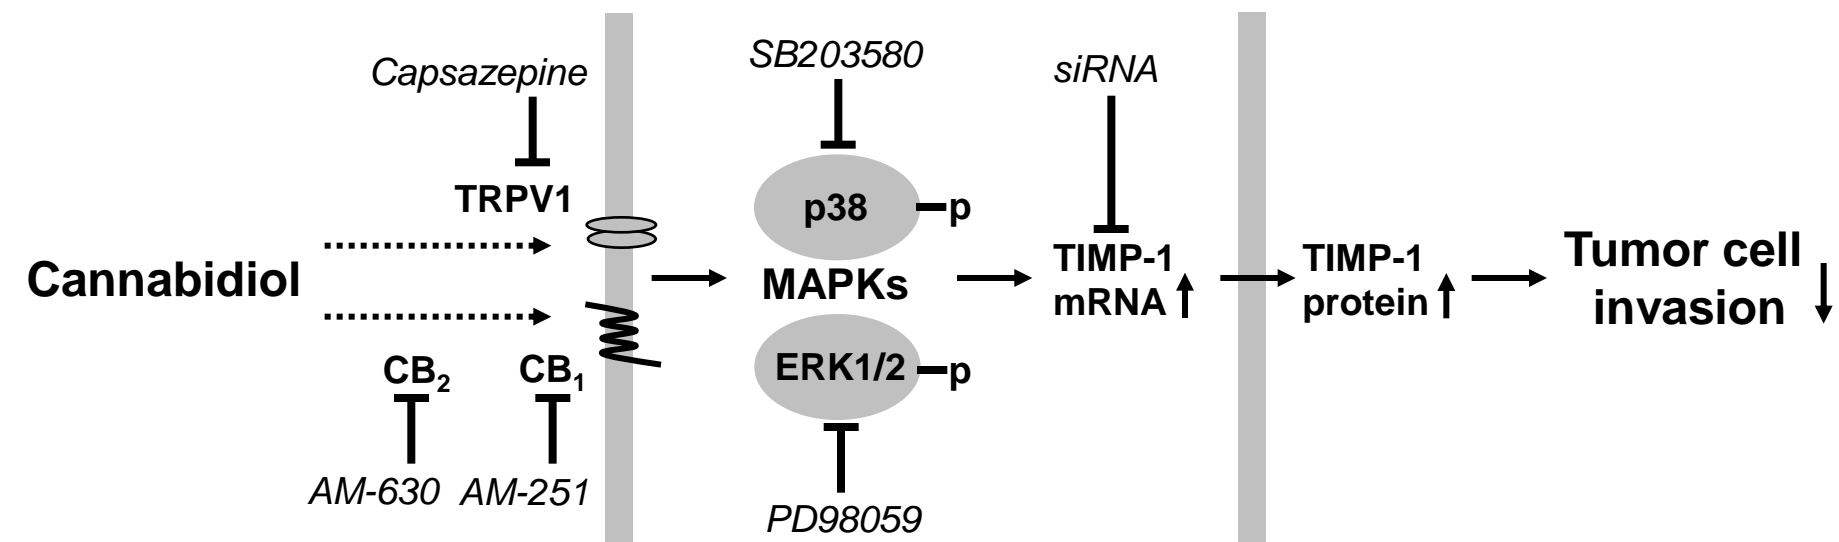 Capsazepine
TRPV1
Cannabidiol
CB₂
CB₁
AM-630
AM-251
SB203580
p38
p
MAPKs
ERK1/2
p
PD98059
siRNA
TIMP-1
mRNA
TIMP-1
protein
Tumor cell
invasion